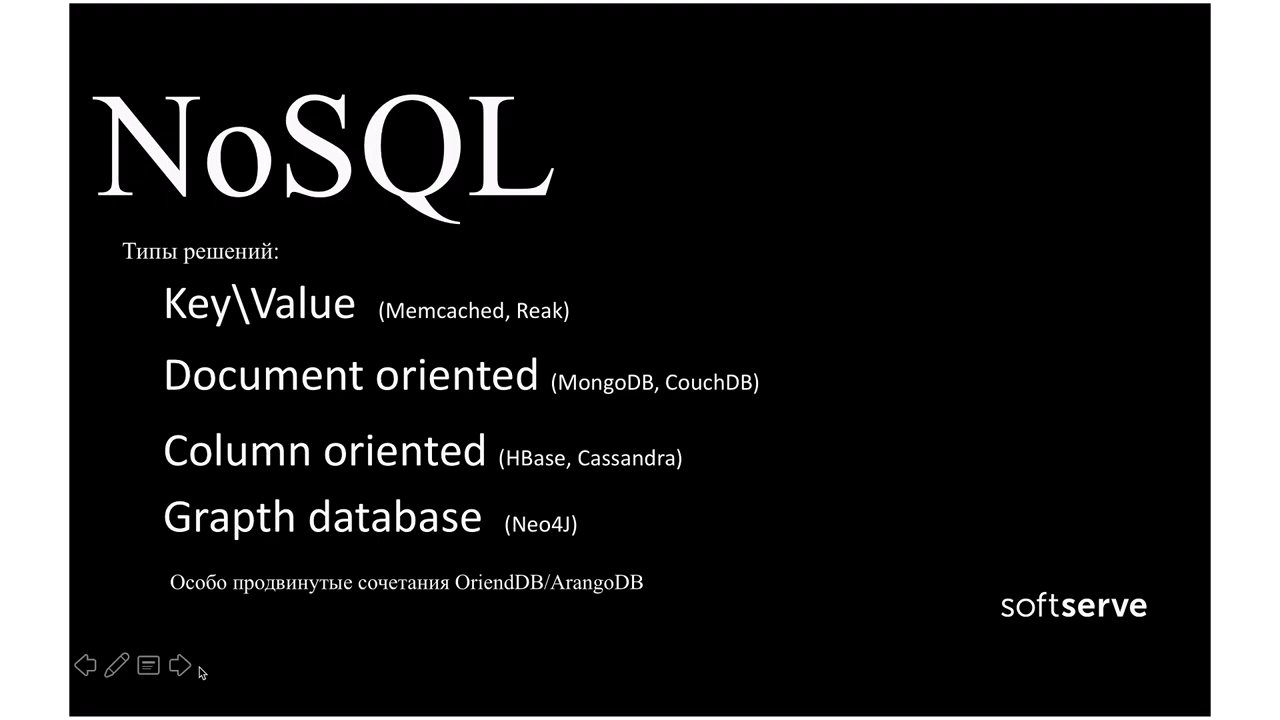 NoSQL
Типы решений:
Key\Value (Memcached, Reak)
Document oriented (MongoDB, CouchDB)
Column oriented (HBase, Cassandra)
Grapth database (Neo4J)
Особо продвинутые сочетания OriendDB/ArangoDB
softserve